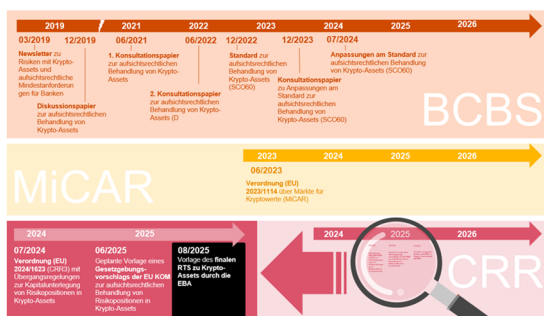 2019 2021 2022 2023 2024 2025 2026
03/2019 12/2019 06/2021 06/2022 12/2022 12/2023 07/2024
Newsletter zu
Risiken mit Krypto-
Assets und
aufsichtsrechtliche
Mindestanforderun
gen für Banken
Diskussionspapier
zur aufsichtsrechtlichen
Behandlung von
Krypto-Assets
1. Konsultationspapier
zur aufsichtsrechtlichen
Behandlung von Krypto-
Assets
2. Konsultationspapier
zur aufsichtsrechtlichen
Behandlung von Krypto-
Assets (D
Standard zur
aufsichtsrechtlichen
Behandlung von
Krypto-Assets
(SCO60)
Konsultationspapier
zu Anpassungen am
Standard zur
aufsichtsrechtlichen
Behandlung von
Krypto-Assets (SCO60)
Anpassungen am Standard zur
aufsichtsrechtlichen Behandlung
von Krypto-Assets (SCO60)
BCBS
2023 2024 2025 2026
06/2023
Verordnung (EU)
2023/1114 über Märkte für
Kryptowerte (MiCAR)
MiCAR
2024 2025
07/2024
Verordnung (EU)
2024/1623 (CRR3) mit
Übergangsregelungen
zur Kapitalunterlegung
von Risikopositionen in
Krypto-Assets
06/2025
Geplante Vorlage eines
Gesetzgebungs-
vorschlags der EU KOM
zur aufsichtsrechtlichen
Behandlung von
Risikopositionen in
Krypto-Assets
08/2025
Vorlage des finalen
RTS zu Krypto-
Assets durch die
EBA
2024 2025 2026
CRR